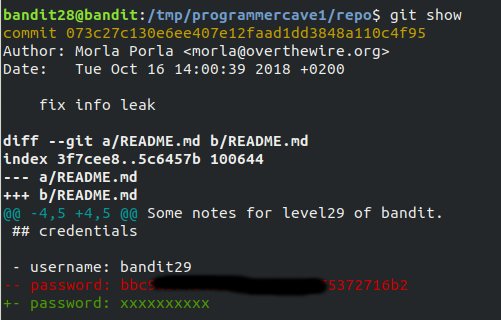 bandit28@bandit:/tmp/programmercave1/repo$ git show
commit 073c27c130e6ee407e12faad1dd3848a110c4f95
Author: Morla Porla <morla@overthewire.org>
Date:   Tue Oct 16 14:00:39 2018 +0200

    fix info leak

diff --git a/README.md b/README.md
index 3f7cee8..5c6457b 100644
--- a/README.md
+++ b/README.md
@@ -4,5 +4,5 @@ Some notes for level29 of bandit.
 ## credentials

 - username: bandit29
-- password:
+- password: xxxxxxxxxx